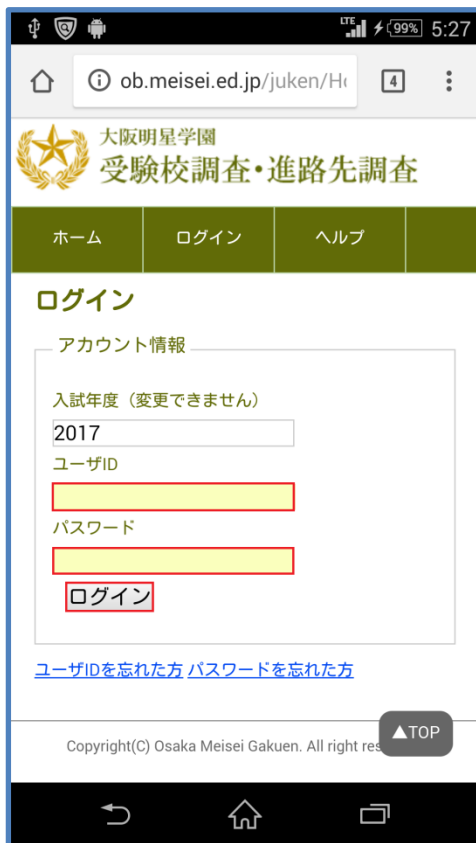 LTE 99% 5:27
ob.meisei.ed.jp/juken/Ho 4
大阪明星学園
受験校調査・進路先調査
ホーム ログイン ヘルプ
ログイン
アカウント情報
入試年度（変更できません）
2017
ユーザID
パスワード
ログイン
ユーザIDを忘れた方 パスワードを忘れた方
▲TOP
Copyright(C) Osaka Meisei Gakuen. All right res